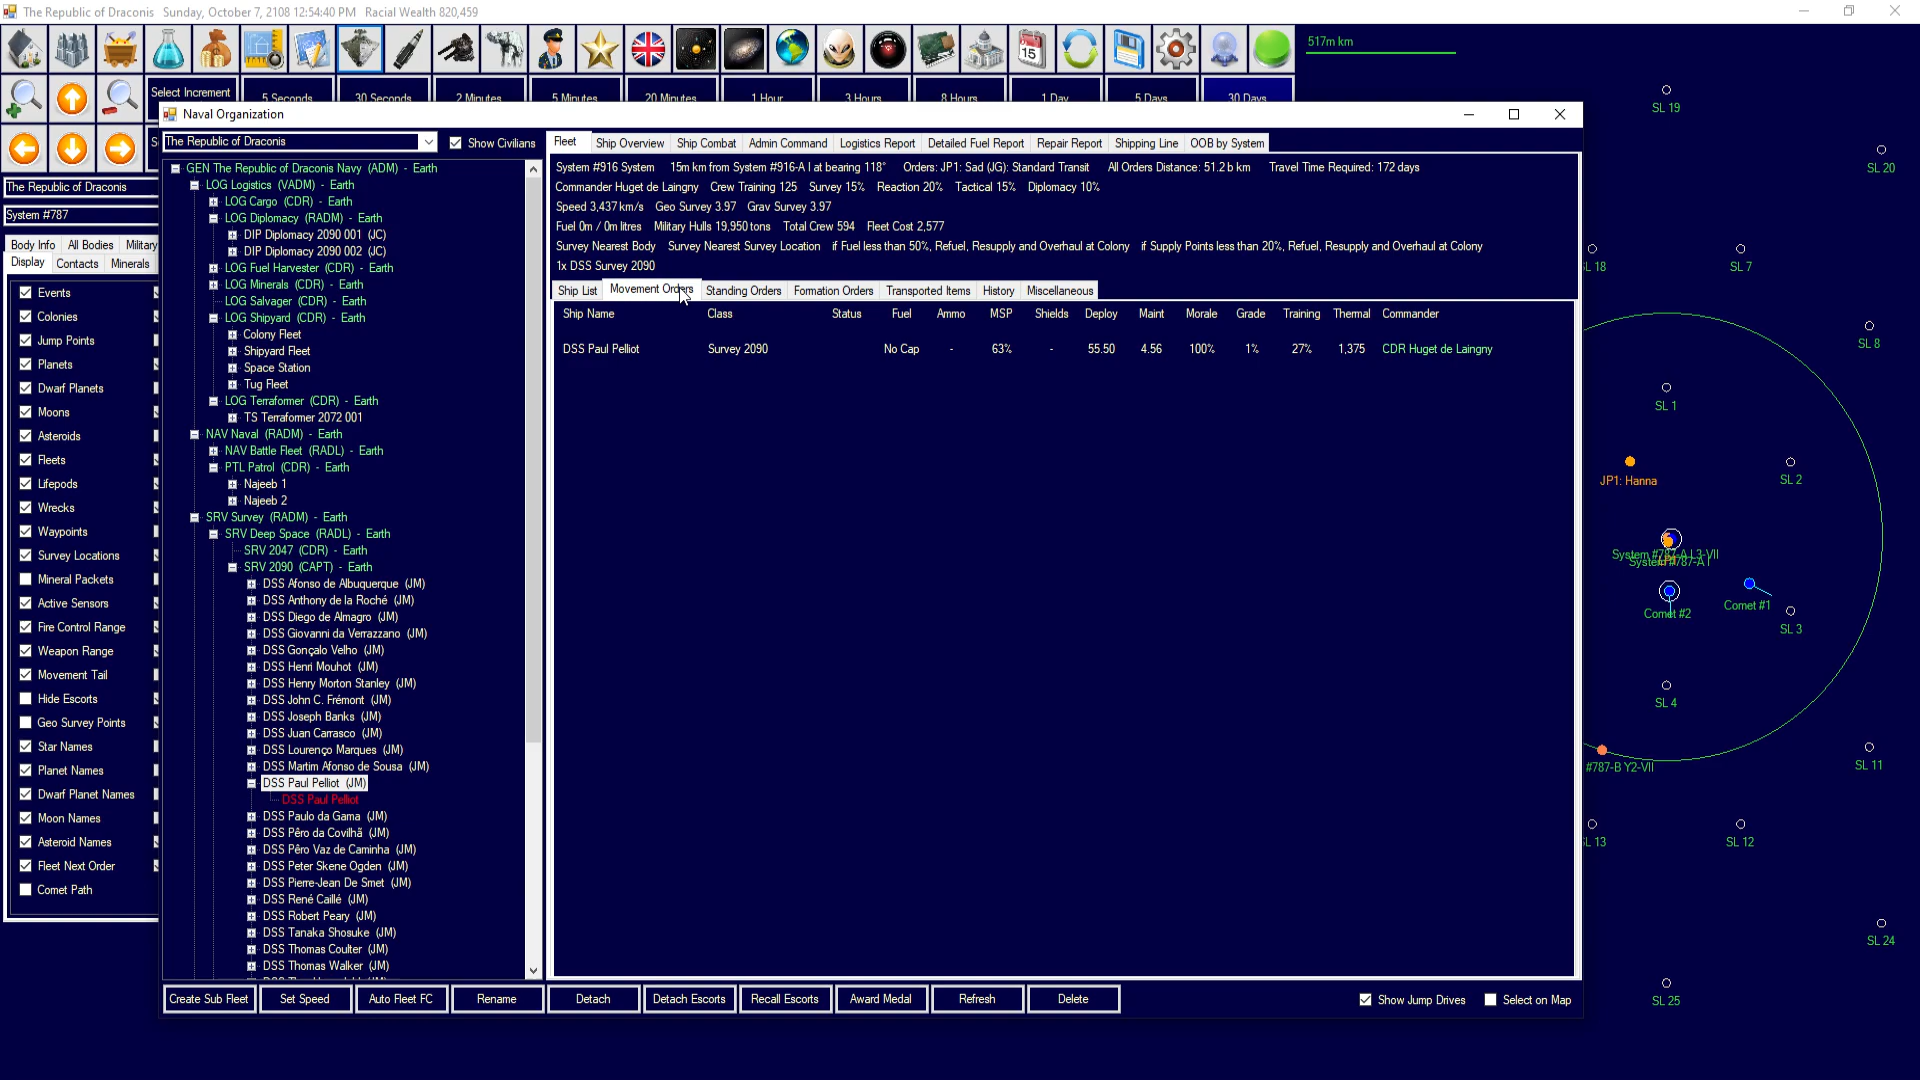 The Republic of Draconis Sunday, October 7, 2108 12:54:40 PM Racial Wealth 820,459
517m km
Select Increment 5 Seconds 30 Seconds 2 Minutes 5 Minutes 20 Minutes 1 Hour 3 Hours 8 Hours 1 Day 5 Days 30 Days
Naval Organization
The Republic of Draconis
Show Civilians
The Republic of Draconis
System #787
Body Info All Bodies Military
Display Contacts Minerals
Events
Colonies
Jump Points
Planets
Dwarf Planets
Moons
Asteroids
Fleets
Lifepods
Wrecks
Waypoints
Survey Locations
Mineral Packets
Active Sensors
Fire Control Range
Weapon Range
Movement Tail
Hide Escorts
Geo Survey Points
Star Names
Planet Names
Dwarf Planet Names
Moon Names
Asteroid Names
Fleet Next Order
Comet Path
GEN The Republic of Draconis Navy (ADM) - Earth
LOG Logistics (VADM) - Earth
LOG Cargo (CDR) - Earth
LOG Diplomacy (RADM) - Earth
DIP Diplomacy 2090 001 (JC)
DIP Diplomacy 2090 002 (JC)
LOG Fuel Harvester (CDR) - Earth
LOG Minerals (CDR) - Earth
LOG Salvager (CDR) - Earth
LOG Shipyard (CDR) - Earth
Colony Fleet
Shipyard Fleet
Space Station
Tug Fleet
LOG Terraformer (CDR) - Earth
TS Terraformer 2072 001
NAV Naval (RADM) - Earth
NAV Battle Fleet (RADL) - Earth
PTL Patrol (CDR) - Earth
Najeeb 1
Najeeb 2
SRV Survey (RADM) - Earth
SRV Deep Space (RADL) - Earth
SRV 2047 (CDR) - Earth
SRV 2090 (CAPT) - Earth
DSS Afonso de Albuquerque (JM)
DSS Anthony de la Roché (JM)
DSS Diego de Almagro (JM)
DSS Giovanni da Verrazzano (JM)
DSS Gonçalo Velho (JM)
DSS Henri Mouhot (JM)
DSS Henry Morton Stanley (JM)
DSS John C. Frémont (JM)
DSS Joseph Banks (JM)
DSS Juan Carrasco (JM)
DSS Lourenço Marques (JM)
DSS Martim Afonso de Sousa (JM)
DSS Paul Pelliot (JM)
DSS Paul Pelliot
DSS Paulo da Gama (JM)
DSS Pêro da Covilhã (JM)
DSS Pêro Vaz de Caminha (JM)
DSS Peter Skene Ogden (JM)
DSS Pierre-Jean De Smet (JM)
DSS René Caillé (JM)
DSS Robert Peary (JM)
DSS Tanaka Shosuke (JM)
DSS Thomas Coulter (JM)
DSS Thomas Walker (JM)
Fleet Ship Overview Ship Combat Admin Command Logistics Report Detailed Fuel Report Repair Report Shipping Line OOB by System
System #916 System 15m km from System #916-A I at bearing 118° Orders: JP1: Sad (JG): Standard Transit All Orders Distance: 51.2 b km Travel Time Required: 172 days
Commander Huget de Laingny Crew Training 125 Survey 15% Reaction 20% Tactical 15% Diplomacy 10%
Speed 3,437 km/s Geo Survey 3.97 Grav Survey 3.97
Fuel 0m / 0m litres Military Hulls 19,950 tons Total Crew 594 Fleet Cost 2,577
Survey Nearest Body Survey Nearest Survey Location if Fuel less than 50%, Refuel, Resupply and Overhaul at Colony if Supply Points less than 20%, Refuel, Resupply and Overhaul at Colony
1x DSS Survey 2090
Ship List Movement Orders Standing Orders Formation Orders Transported Items History Miscellaneous
Ship Name Class Status Fuel Ammo MSP Shields Deploy Maint Morale Grade Training Thermal Commander
DSS Paul Pelliot Survey 2090 No Cap - 63% - 55.50 4.56 100% 1% 27% 1,375 CDR Huget de Laingny
Create Sub Fleet Set Speed Auto Fleet FC Rename Detach Detach Escorts Recall Escorts Award Medal Refresh Delete
Show Jump Drives Select on Map
SL 19
SL 20
SL 7
SL 8
SL 1
SL 2
JP1: Hanna
System #787-A I
Comet #2
Comet #1
SL 3
SL 4
#787-B Y2-VII
SL 11
SL 12
SL 24
SL 25